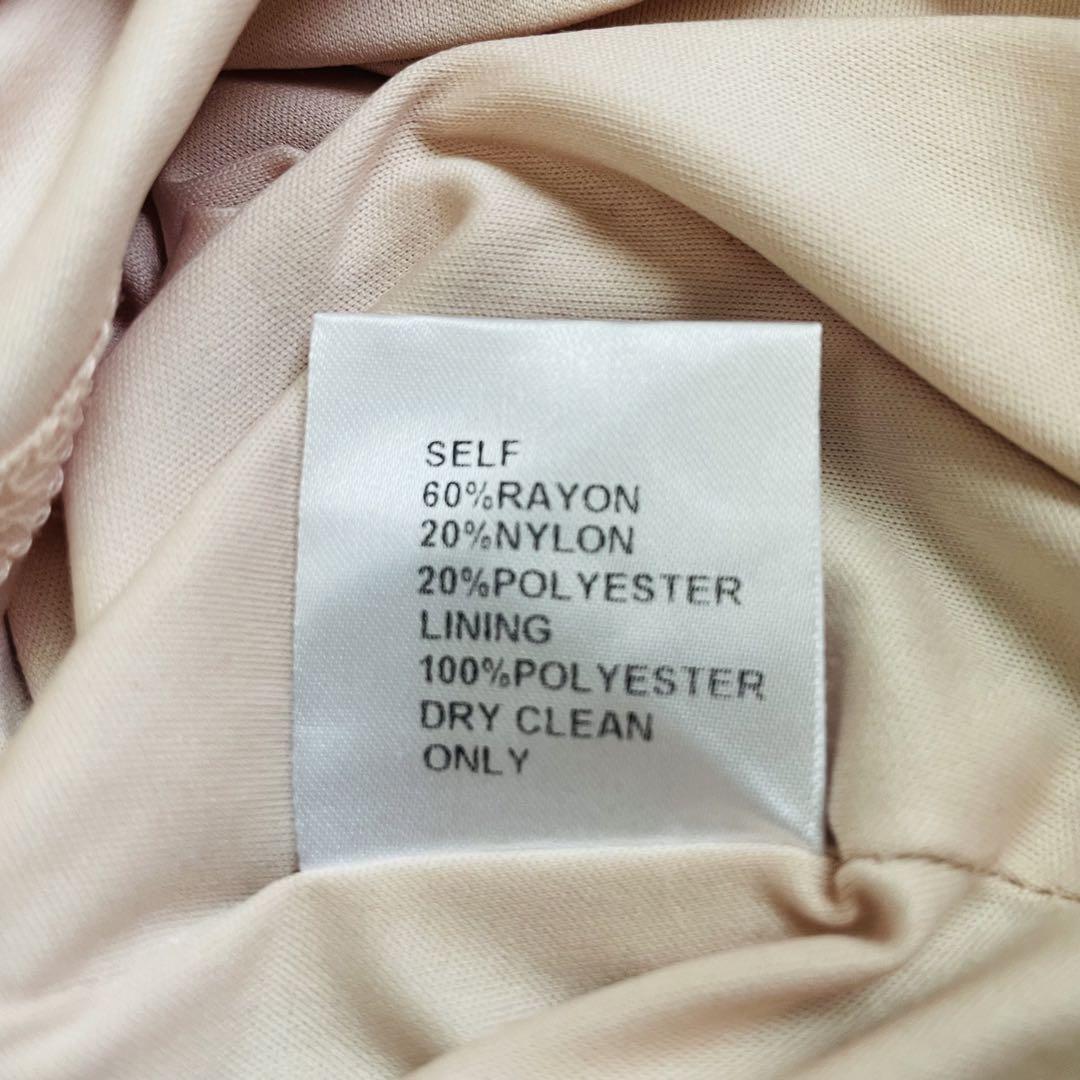 SELF
60%RAYON
20%NYLON
20%POLYESTER
LINING
100%POLYESTER
DRY CLEAN
ONLY